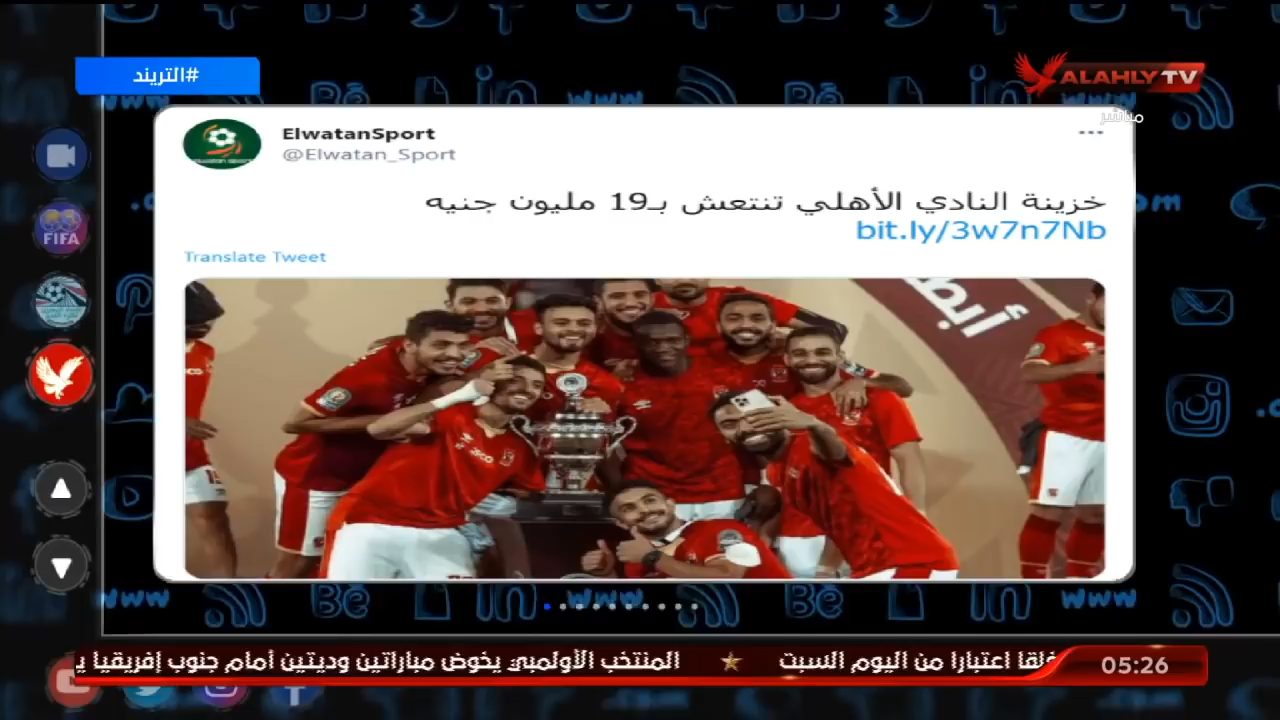 #التريند
ALAHLY TV
مباشر
ElwatanSport
@Elwatan_Sport
خزينة النادي الأهلي تنتعش بـ19 مليون جنيه
bit.ly/3w7n7Nb
Translate Tweet
FIFA
اعتبارا من اليوم السبت ★ المنتخب الأولمبي يخوض مباراتين وديتين أمام جنوب إفريقيا
05:26